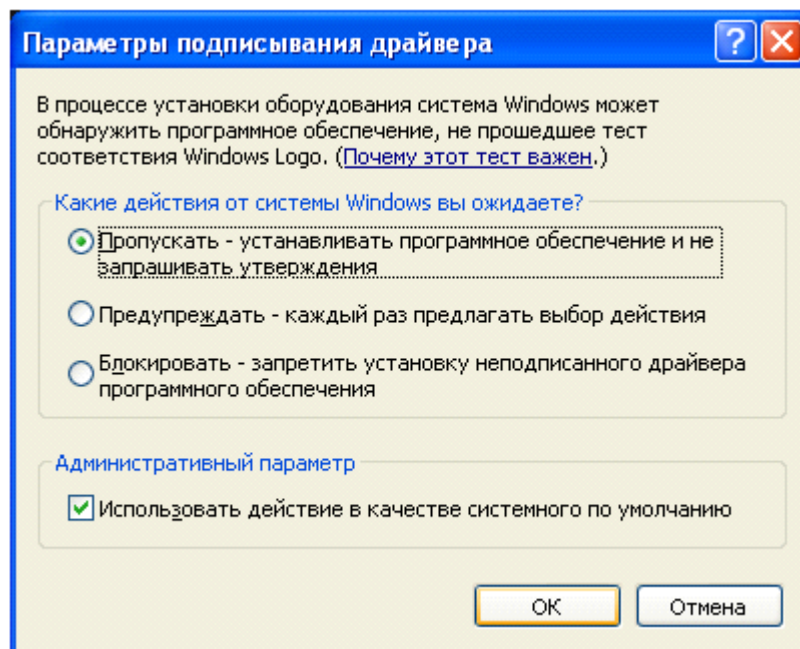 Параметры подписывания драйвера
В процессе установки оборудования система Windows может
обнаружить программное обеспечение, не прошедшее тест
соответствия Windows Logo. (Почему этот тест важен.)
Какие действия от системы Windows вы ожидаете?
Пропускать - устанавливать программное обеспечение и не
запрашивать утверждения
Предупреждать - каждый раз предлагать выбор действия
Блокировать - запретить установку неподписанного драйвера
программного обеспечения
Административный параметр
Использовать действие в качестве системного по умолчанию
ОК
Отмена